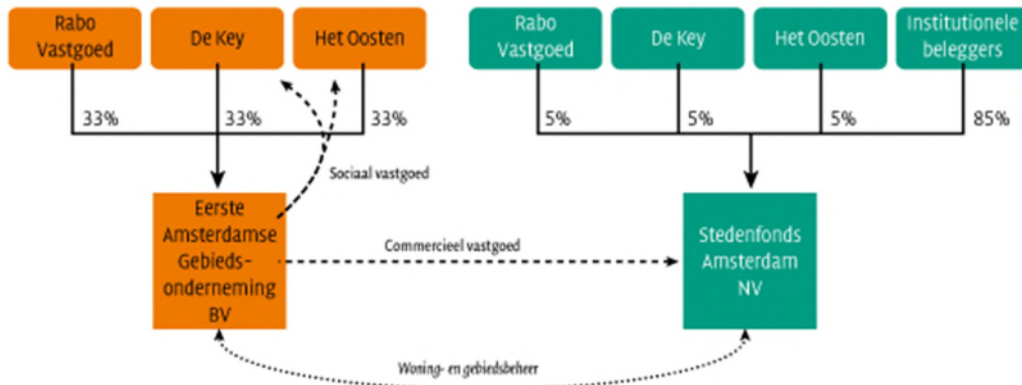 Rabo
Vastgoed
De Key
Het Oosten
Rabo
Vastgoed
De Key
Het Oosten
Institutionele
beleggers
33%
33%
33%
5%
5%
5%
85%
Sociaal vastgoed
Eerste
Amsterdamse
Gebieds-
onderneming
BV
Commercieel vastgoed
Stedenfonds
Amsterdam
NV
Woning- en gebiedsbeheer